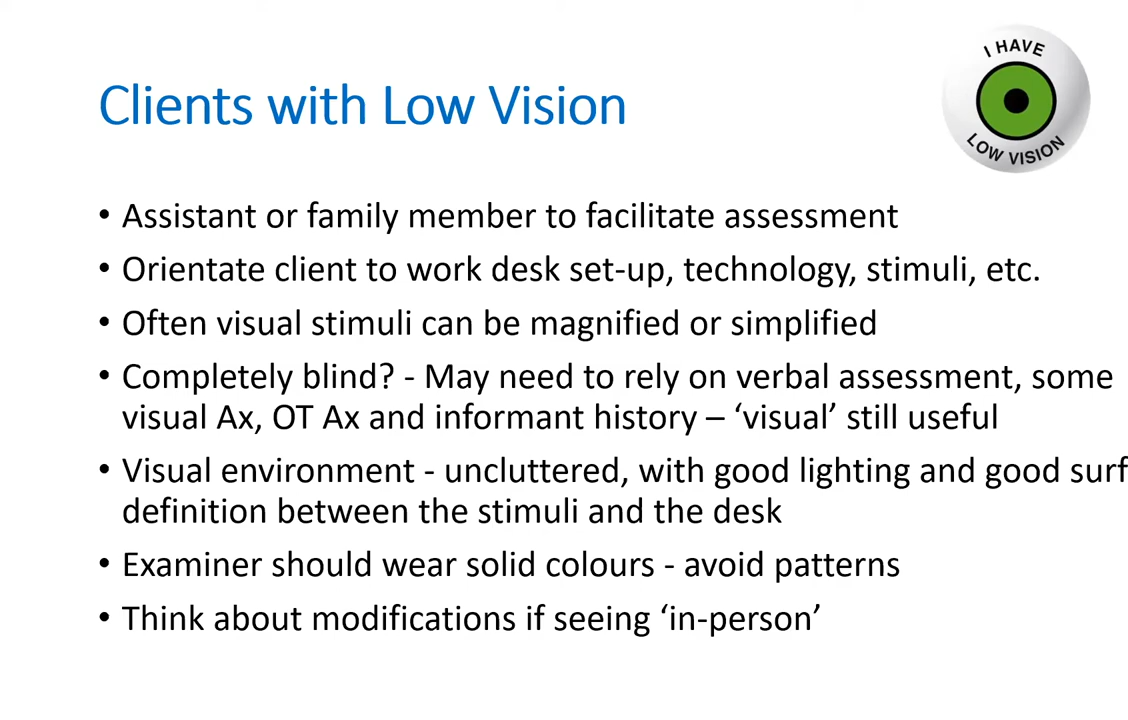 I HAVE
LOW VISION
Clients with Low Vision
• Assistant or family member to facilitate assessment
• Orientate client to work desk set-up, technology, stimuli, etc.
• Often visual stimuli can be magnified or simplified
• Completely blind? - May need to rely on verbal assessment, some
visual Ax, OT Ax and informant history – ‘visual’ still useful
• Visual environment - uncluttered, with good lighting and good surf
definition between the stimuli and the desk
• Examiner should wear solid colours - avoid patterns
• Think about modifications if seeing ‘in-person’